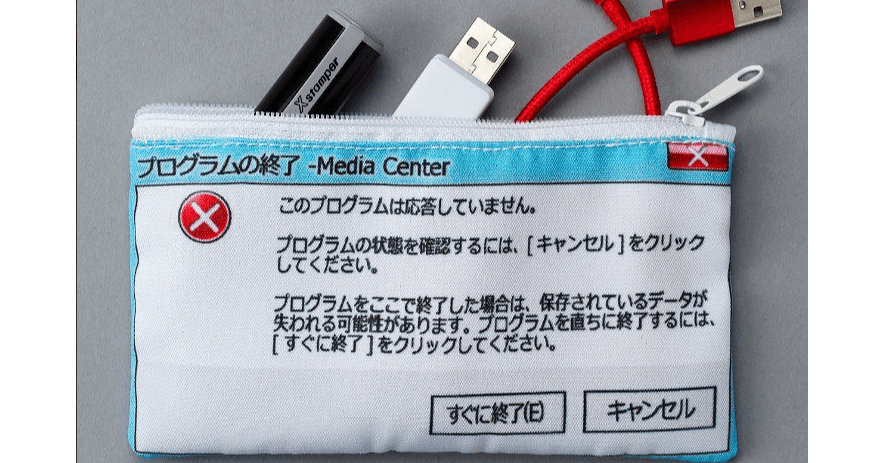 Xstamper
プログラムの終了 -Media Center
このプログラムは応答していません。
プログラムの状態を確認するには、[ キャンセル ] をクリック
してください。
プログラムをここで終了した場合は、保存されているデータが
失われる可能性があります。プログラムを直ちに終了するには、
[ すぐに終了 ] をクリックしてください。
すぐに終了(E)
キャンセル